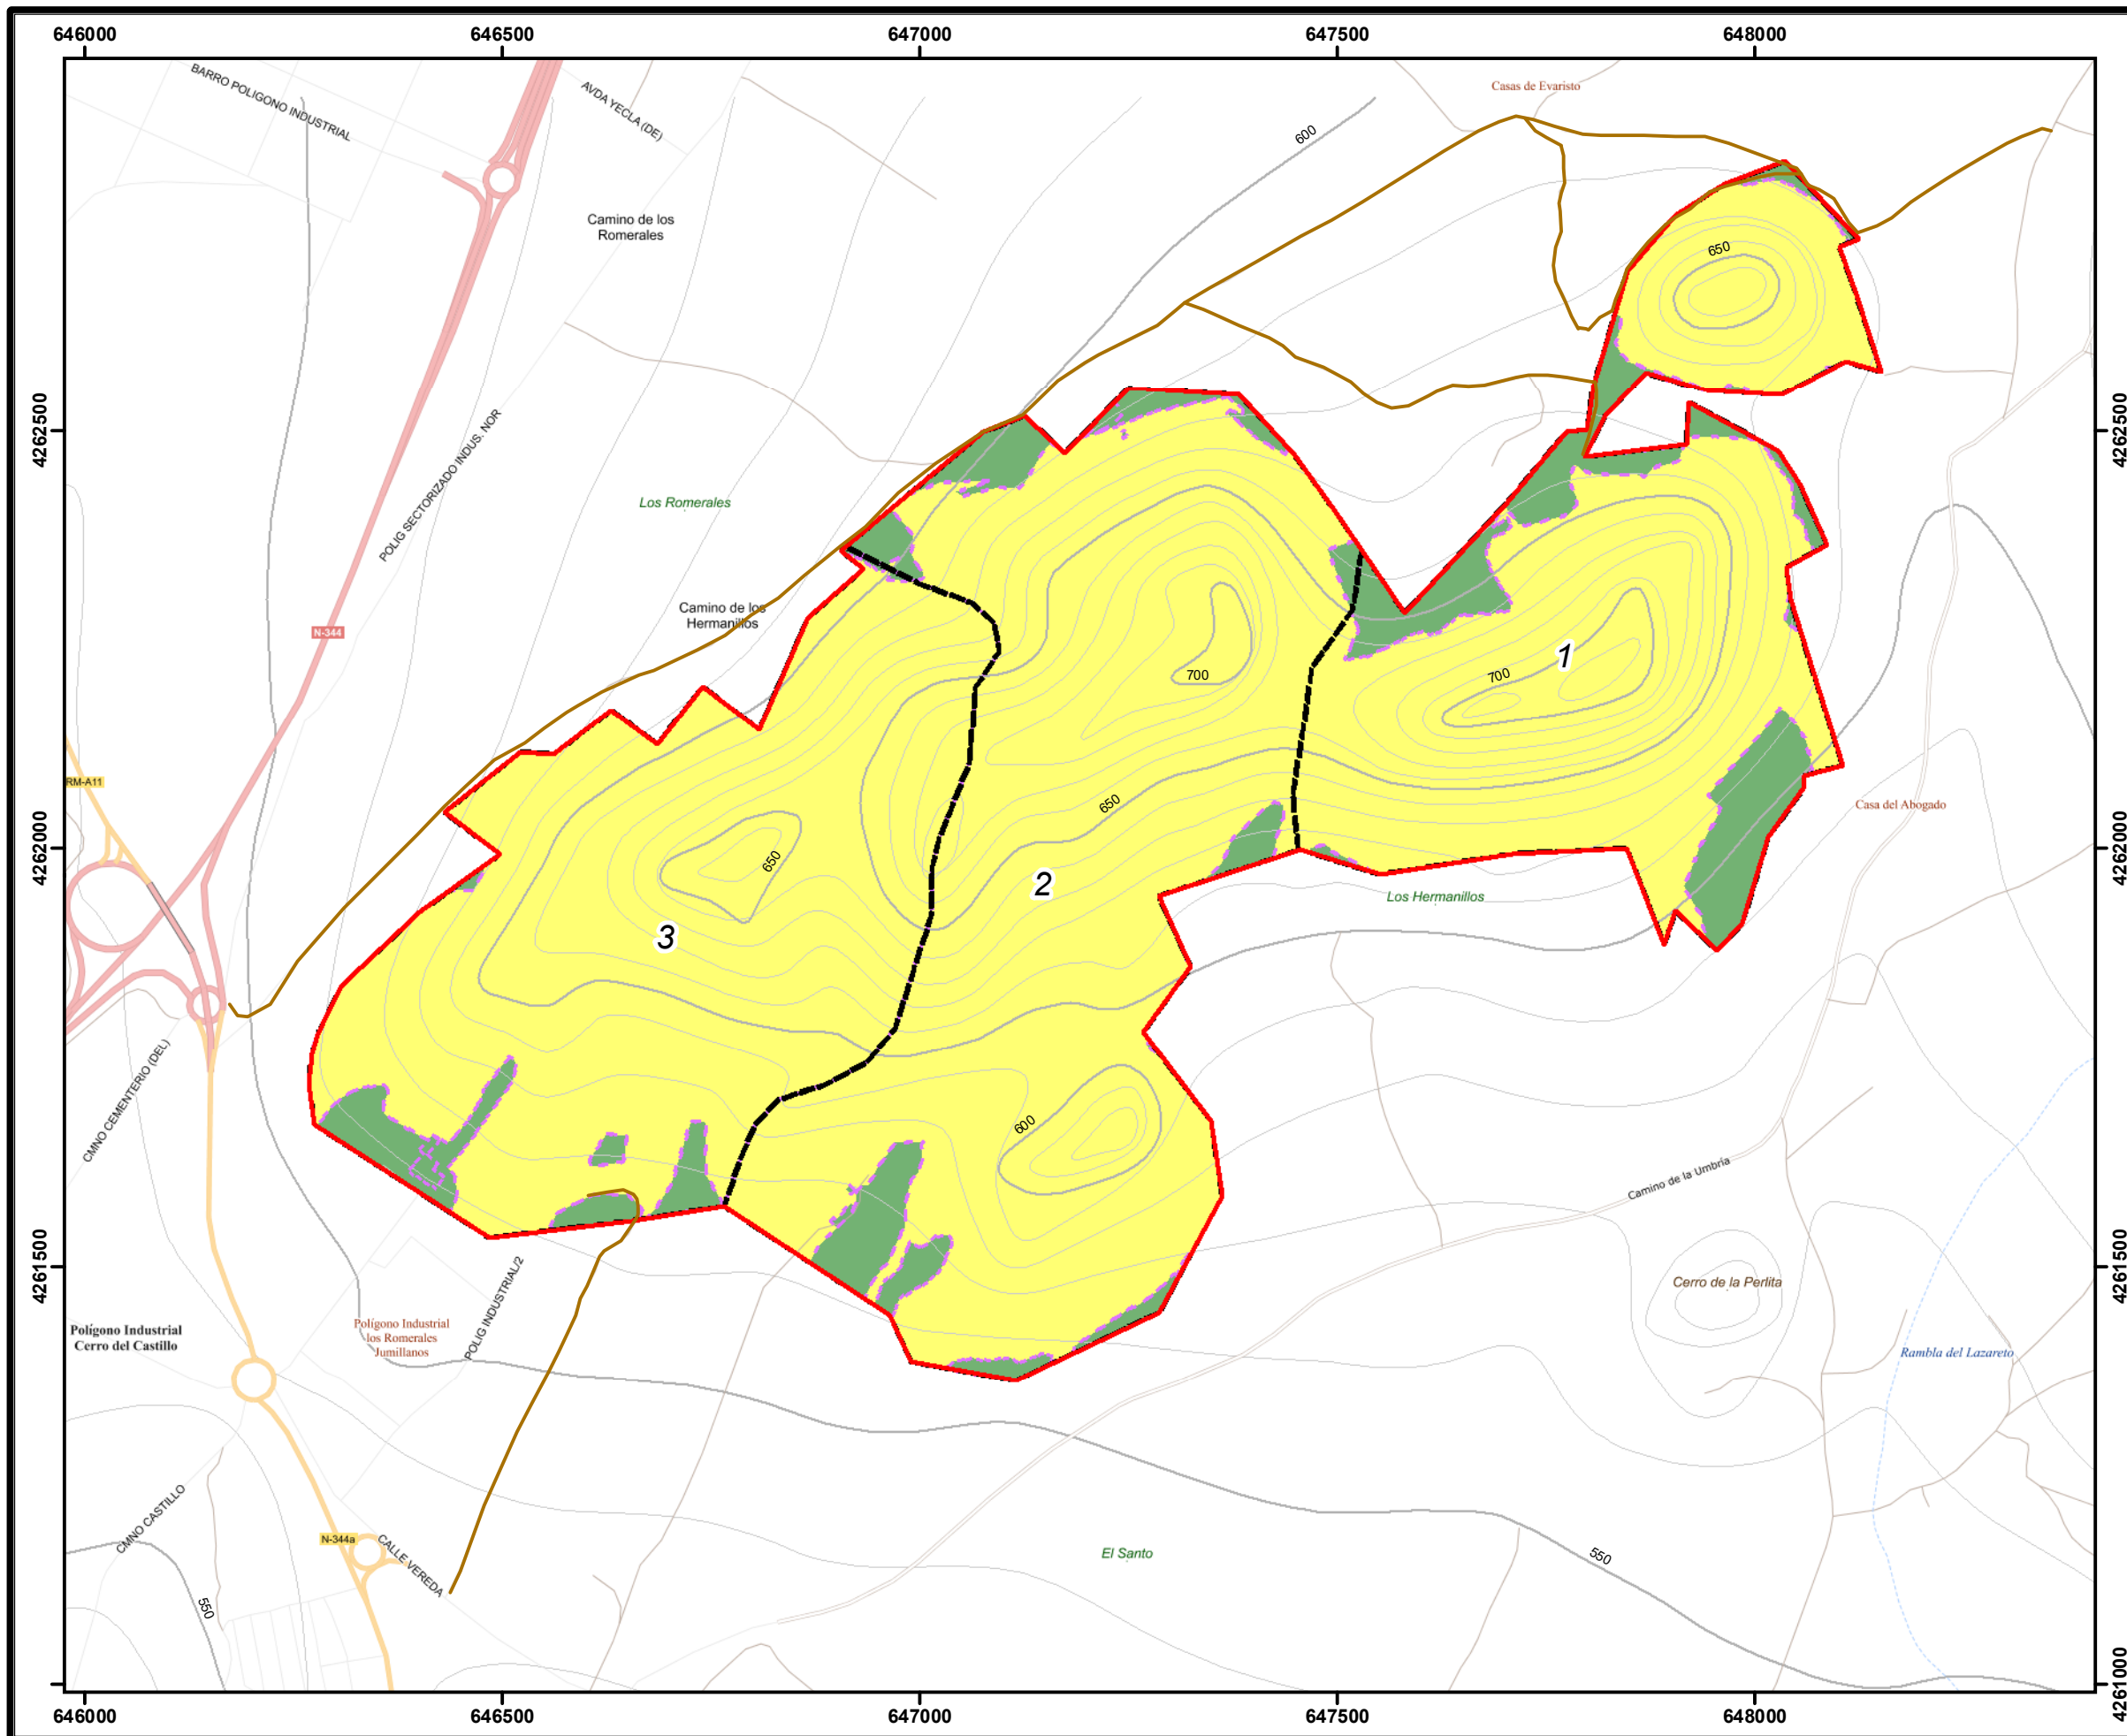 646000
646500
647000
647500
648000
BARRO POLIGONO INDUSTRIAL
AVDA YECLA (DE)
Casas de Evaristo
600
Camino de los
Romerales
650
4262500
4262500
POLIG SECTORIZADO INDUS. NOR
Los Romerales
N-344
Camino de los
Hermanillos
700
700
1
RM-A11
650
Casa del Abogado
4262000
4262000
650
2
3
Los Hermanillos
CMNO CEMENTERIO (DEL)
600
Camino de la Umbría
4261500
4261500
Cerro de la Perlita
POLIG INDUSTRIAL/2
Polígono Industrial
Cerro del Castillo
Polígono Industrial
los Romerales
Jumillanos
Rambla del Lazareto
CMNO CASTILLO
N-344a
CALLE VEREDA
El Santo
550
550
4261000
646000
646500
647000
647500
648000